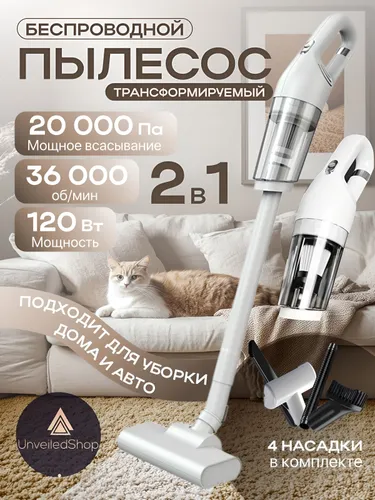 БЕСПРОВОДНОЙ
ПЫЛЕСОС
ТРАНСФОРМИРУЕМЫЙ
20 000 Па
Мощное всасывание
36 000
об/мин
2 в 1
120 Вт
Мощность
ПОДХОДИТ ДЛЯ УБОРКИ
ДОМА И АВТО
UnveiledShop
4 НАСАДКИ
в комплекте